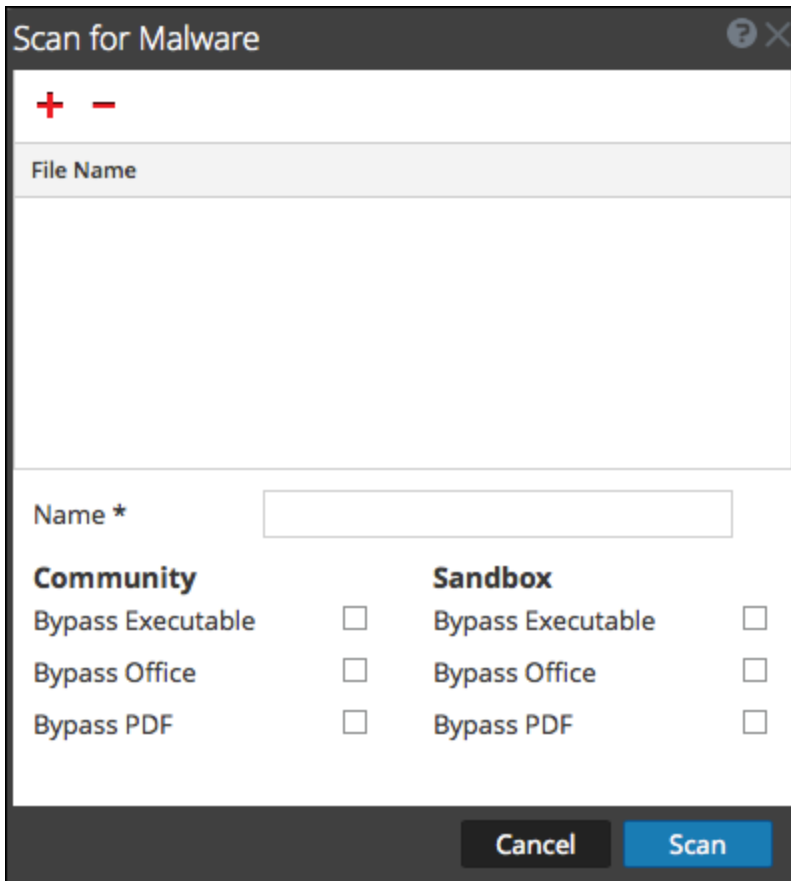 Scan for Malware
File Name
Name *
Community Sandbox
Bypass Executable Bypass Executable
Bypass Office Bypass Office
Bypass PDF Bypass PDF
Cancel Scan